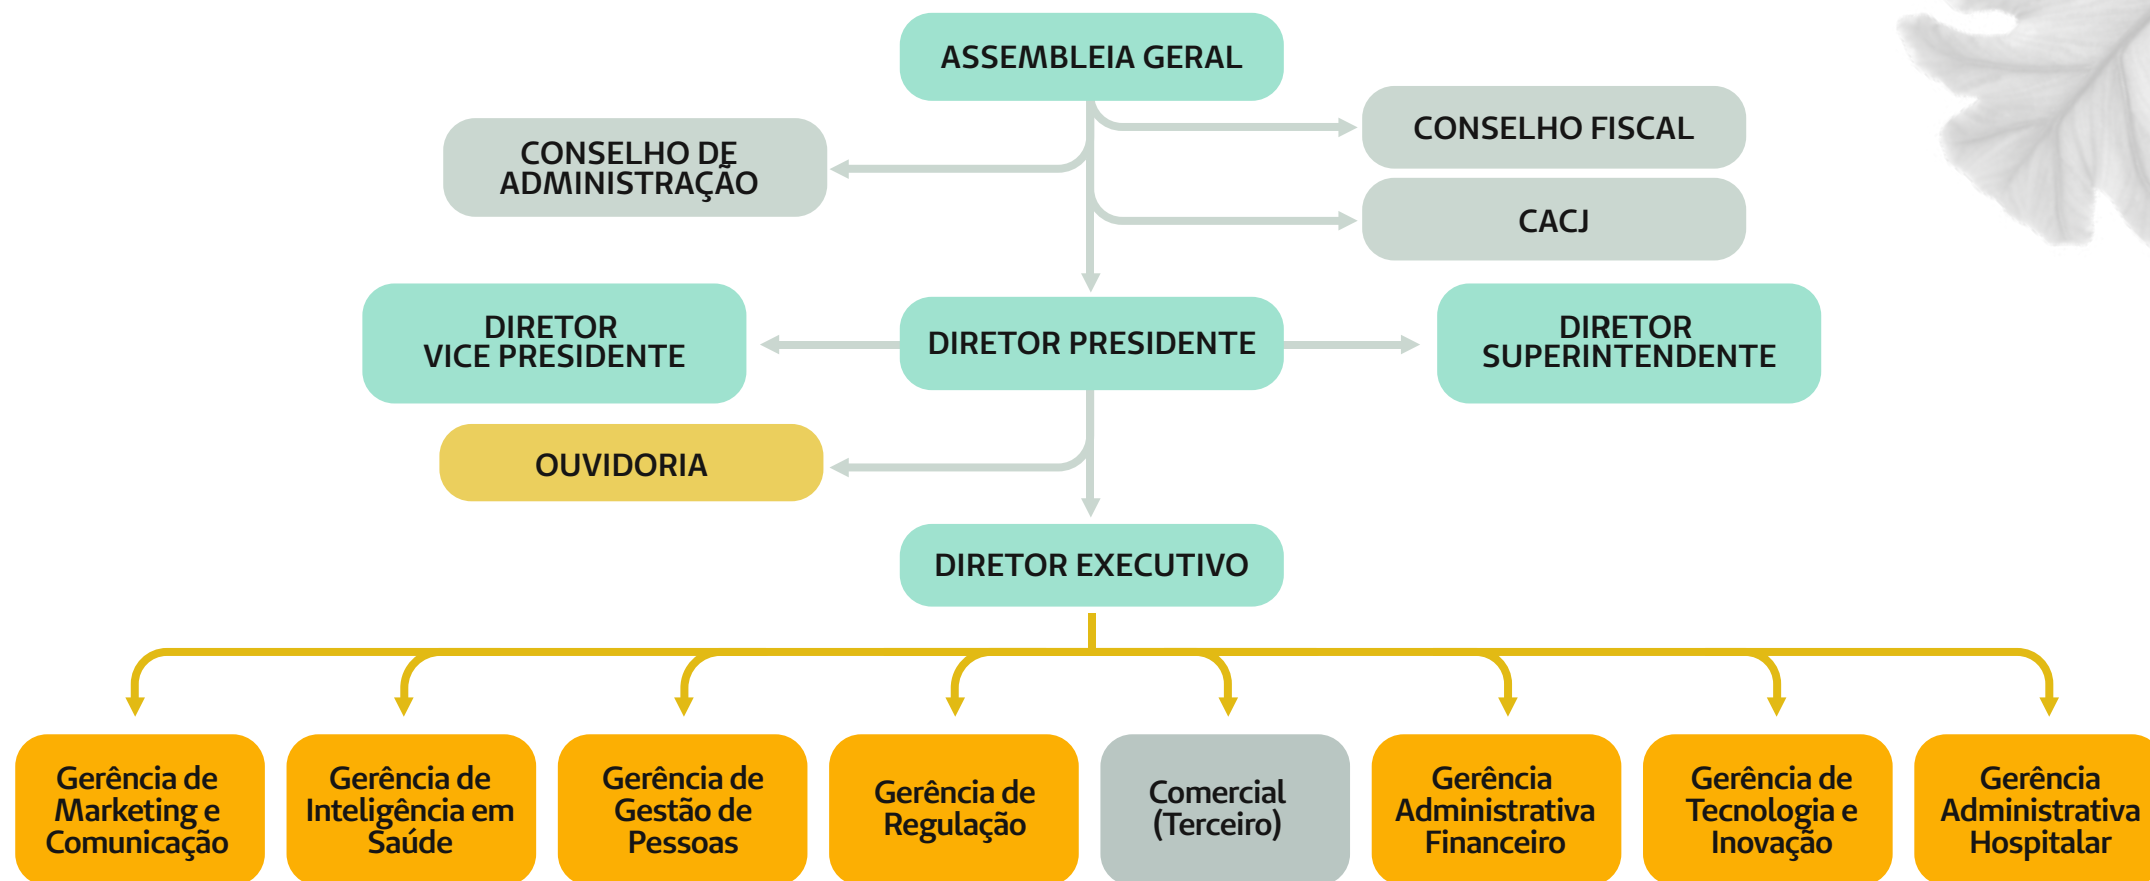 ASSEMBLEIA GERAL
CONSELHO FISCAL
CONSELHO DE
ADMINISTRAÇÃO
CACJ
DIRETOR
VICE PRESIDENTE
DIRETOR PRESIDENTE
DIRETOR
SUPERINTENDENTE
OUVIDORIA
DIRETOR EXECUTIVO
Gerência de
Marketing e
Comunicação
Gerência de
Inteligência em
Saúde
Gerência de
Gestão de
Pessoas
Gerência de
Regulação
Comercial
(Terceiro)
Gerência
Administrativa
Financeiro
Gerência de
Tecnologia e
Inovação
Gerência
Administrativa
Hospitalar